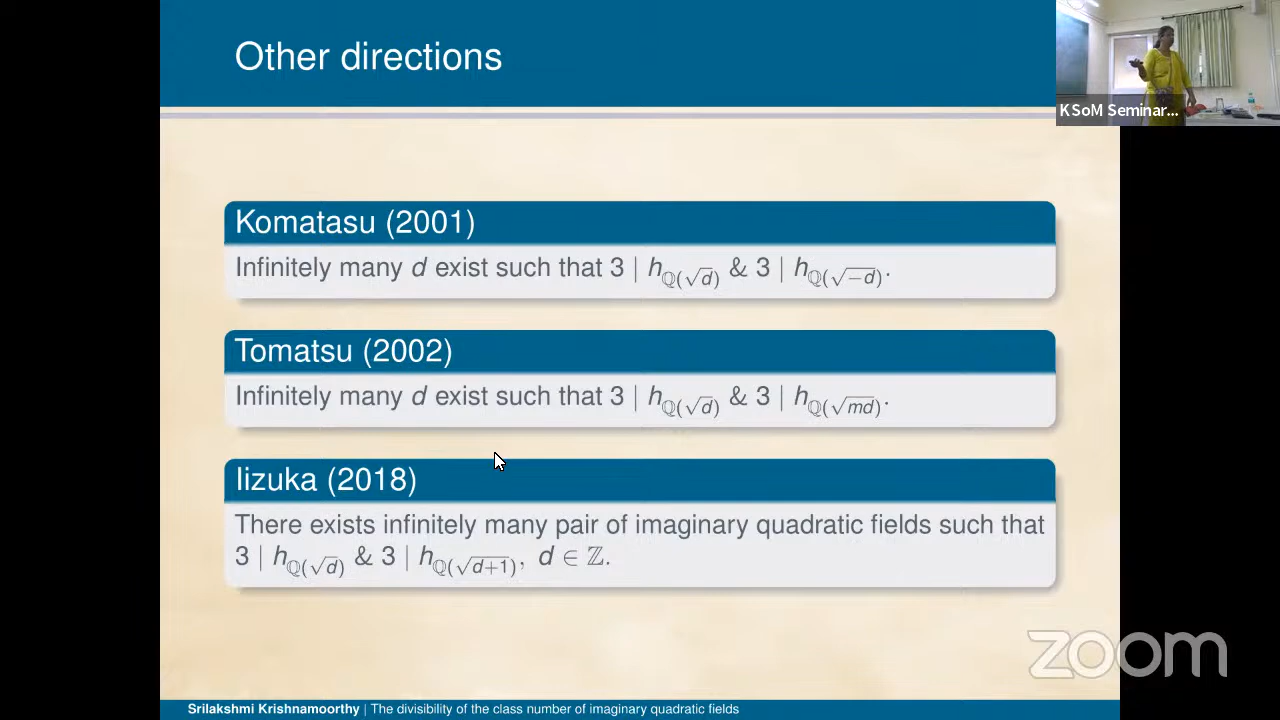 Other directions
KSoM Seminar...
Komatasu (2001)
Infinitely many d exist such that 3 | h_{ℚ(√d)} & 3 | h_{ℚ(√−d)}.
Tomatsu (2002)
Infinitely many d exist such that 3 | h_{ℚ(√d)} & 3 | h_{ℚ(√md)}.
Iizuka (2018)
There exists infinitely many pair of imaginary quadratic fields such that
3 | h_{ℚ(√d)} & 3 | h_{ℚ(√d+1)}, d ∈ ℤ.
zoom
Srilakshmi Krishnamoorthy | The divisibility of the class number of imaginary quadratic fields